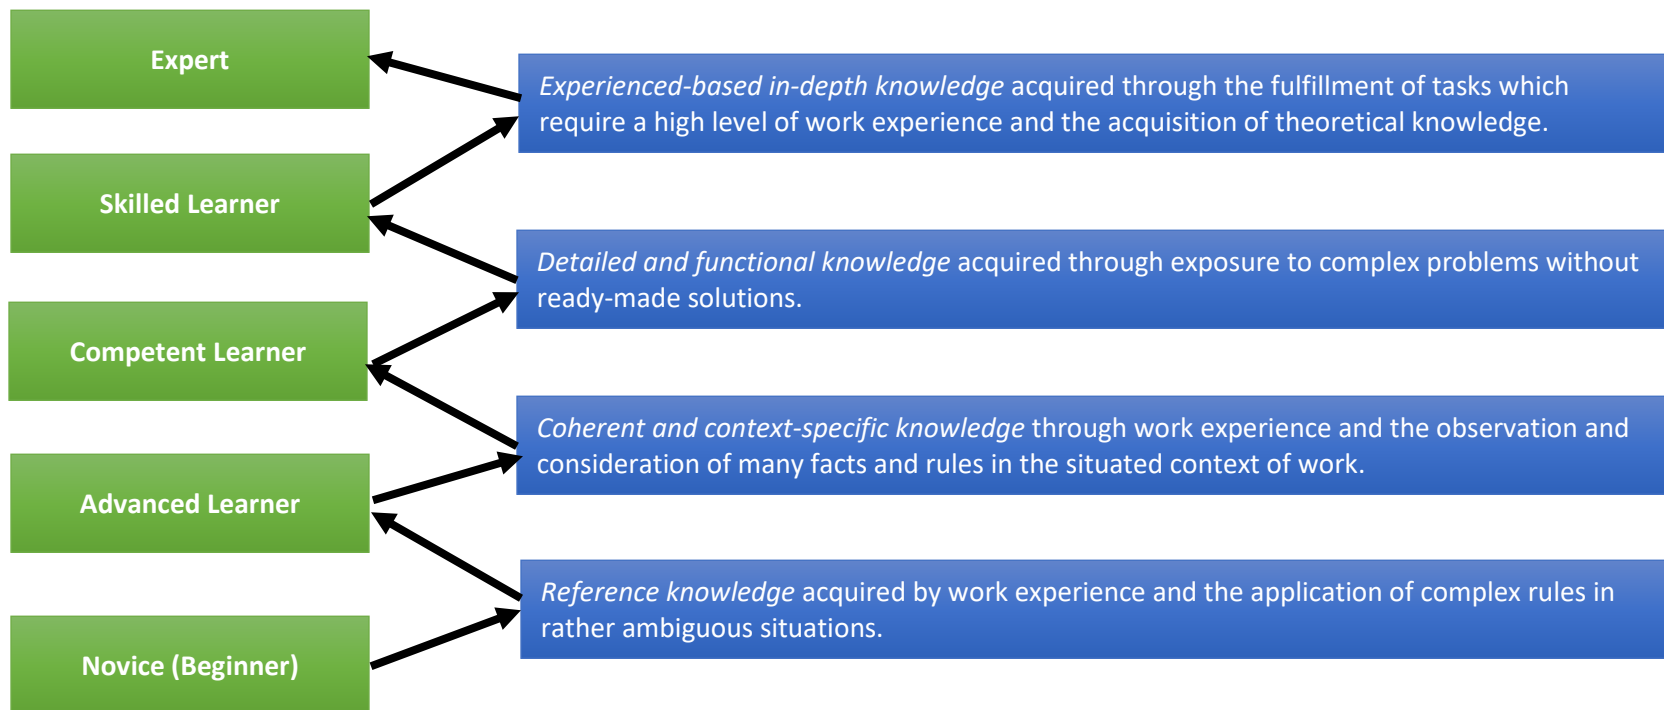 Expert
Experienced-based in-depth knowledge acquired through the fulfillment of tasks which
require a high level of work experience and the acquisition of theoretical knowledge.
Skilled Learner
Detailed and functional knowledge acquired through exposure to complex problems without
ready-made solutions.
Competent Learner
Coherent and context-specific knowledge through work experience and the observation and
consideration of many facts and rules in the situated context of work.
Advanced Learner
Reference knowledge acquired by work experience and the application of complex rules in
rather ambiguous situations.
Novice (Beginner)